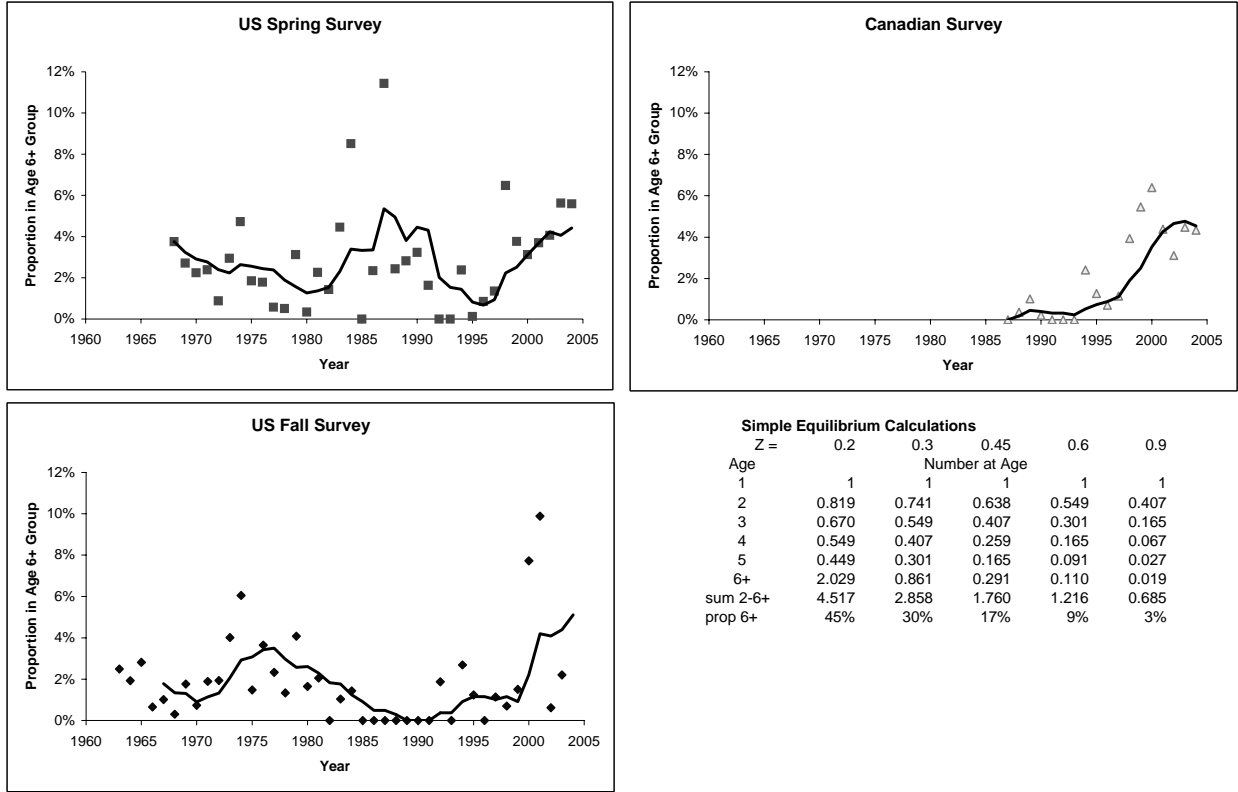 US Spring Survey
Proportion in Age 6+ Group
12%
10%
8%
6%
4%
2%
0%
1960 1965 1970 1975 1980 1985 1990 1995 2000 2005
Year
Canadian Survey
Proportion in Age 6+ Group
12%
10%
8%
6%
4%
2%
0%
1960 1965 1970 1975 1980 1985 1990 1995 2000 2005
Year
US Fall Survey
Proportion in Age 6+ Group
12%
10%
8%
6%
4%
2%
0%
1960 1965 1970 1975 1980 1985 1990 1995 2000 2005
Year
Simple Equilibrium Calculations
Z = 0.2 0.3 0.45 0.6 0.9
Age Number at Age
1 1 1 1 1 1
2 0.819 0.741 0.638 0.549 0.407
3 0.670 0.549 0.407 0.301 0.165
4 0.549 0.407 0.259 0.165 0.067
5 0.449 0.301 0.165 0.091 0.027
6+ 2.029 0.861 0.291 0.110 0.019
sum 2-6+ 4.517 2.858 1.760 1.216 0.685
prop 6+ 45% 30% 17% 9% 3%